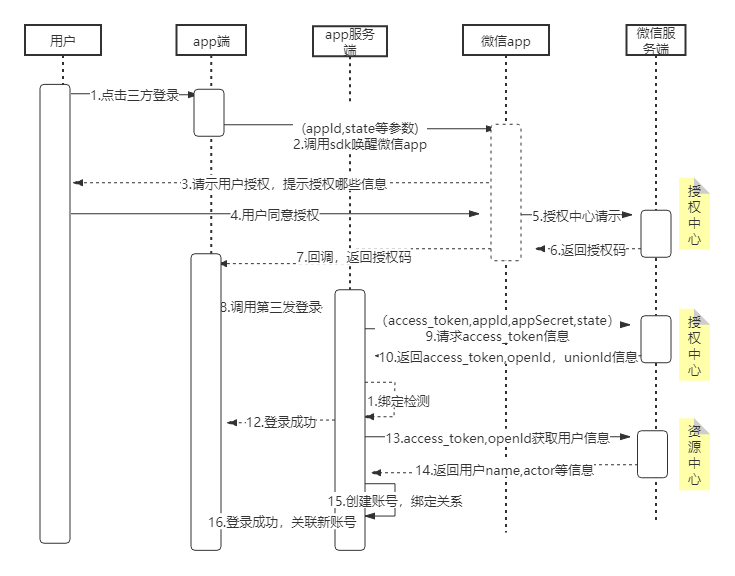 用户
app端
app服务
端
微信app
微信服
务端
1.点击三方登录
(appId,state等参数)
2.调用sdk唤醒微信app
3.请示用户授权，提示授权哪些信息
授
权
中
心
4.用户同意授权
5.授权中心请示
6.返回授权码
7.回调，返回授权码
8.调用第三发登录
(access_token,appId,appSecret,state)
9.请求access_token信息
授
权
中
心
10.返回access_token,openId，unionId信息
1.绑定检测
12.登录成功
13.access_token,openId获取用户信息
资
源
中
心
14.返回用户name,actor等信息
15.创建账号，绑定关系
16.登录成功，关联新账号